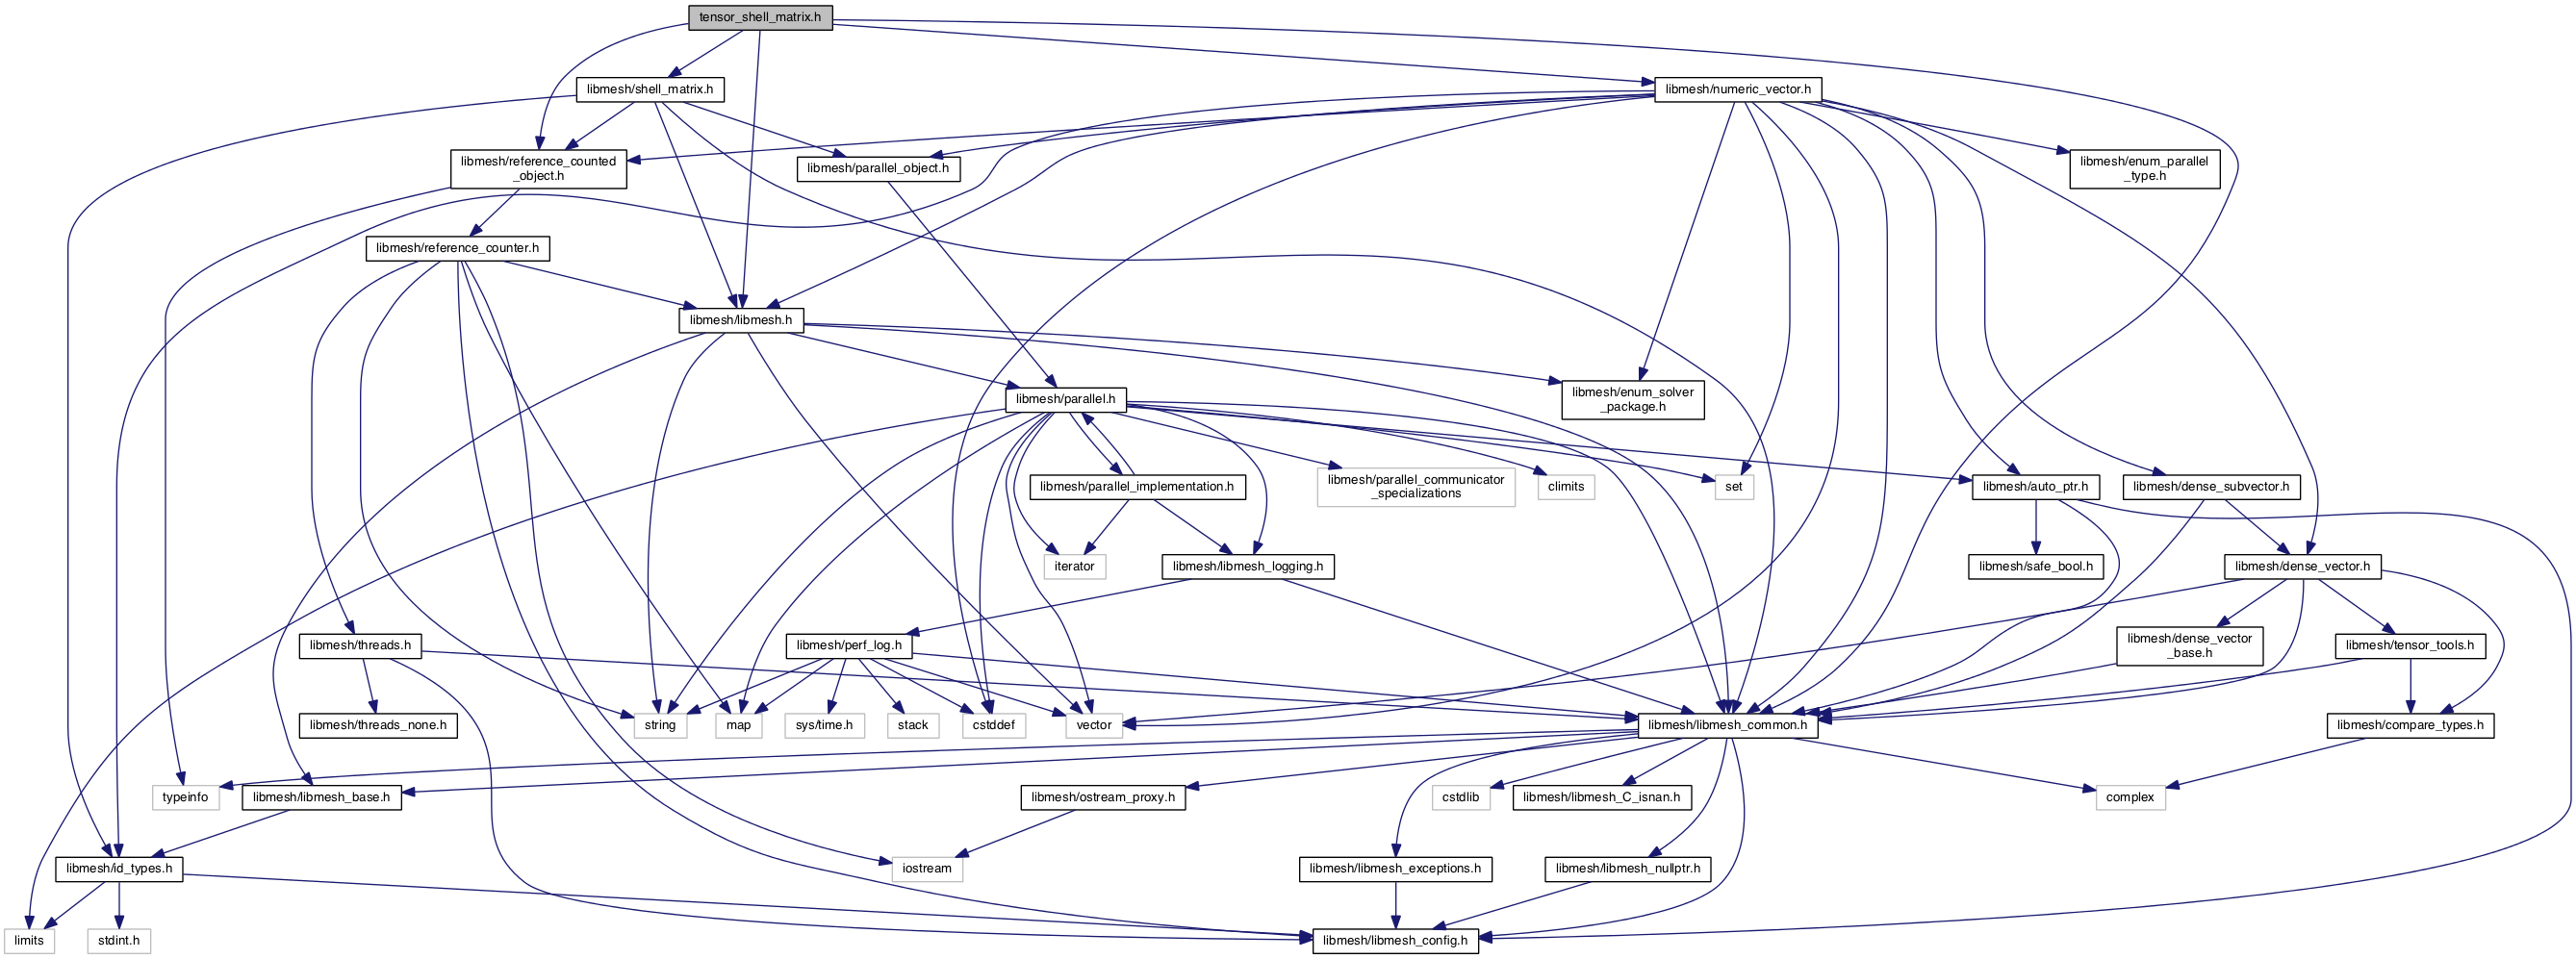 tensor_shell_matrix.h
libmesh/shell_matrix.h
libmesh/numeric_vector.h
libmesh/reference_counted
_object.h
libmesh/parallel_object.h
libmesh/enum_parallel
_type.h
libmesh/reference_counter.h
libmesh/libmesh.h
libmesh/parallel.h
libmesh/enum_solver
_package.h
libmesh/parallel_implementation.h
libmesh/parallel_communicator
_specializations
climits
set
libmesh/auto_ptr.h
libmesh/dense_subvector.h
iterator
libmesh/libmesh_logging.h
libmesh/safe_bool.h
libmesh/dense_vector.h
libmesh/threads.h
libmesh/perf_log.h
libmesh/dense_vector
_base.h
libmesh/tensor_tools.h
libmesh/threads_none.h
string
map
sys/time.h
stack
cstddef
vector
libmesh/libmesh_common.h
libmesh/compare_types.h
typeinfo
libmesh/libmesh_base.h
libmesh/ostream_proxy.h
cstdlib
libmesh/libmesh_C_isnan.h
complex
libmesh/id_types.h
iostream
libmesh/libmesh_exceptions.h
libmesh/libmesh_nullptr.h
limits
stdint.h
libmesh/libmesh_config.h